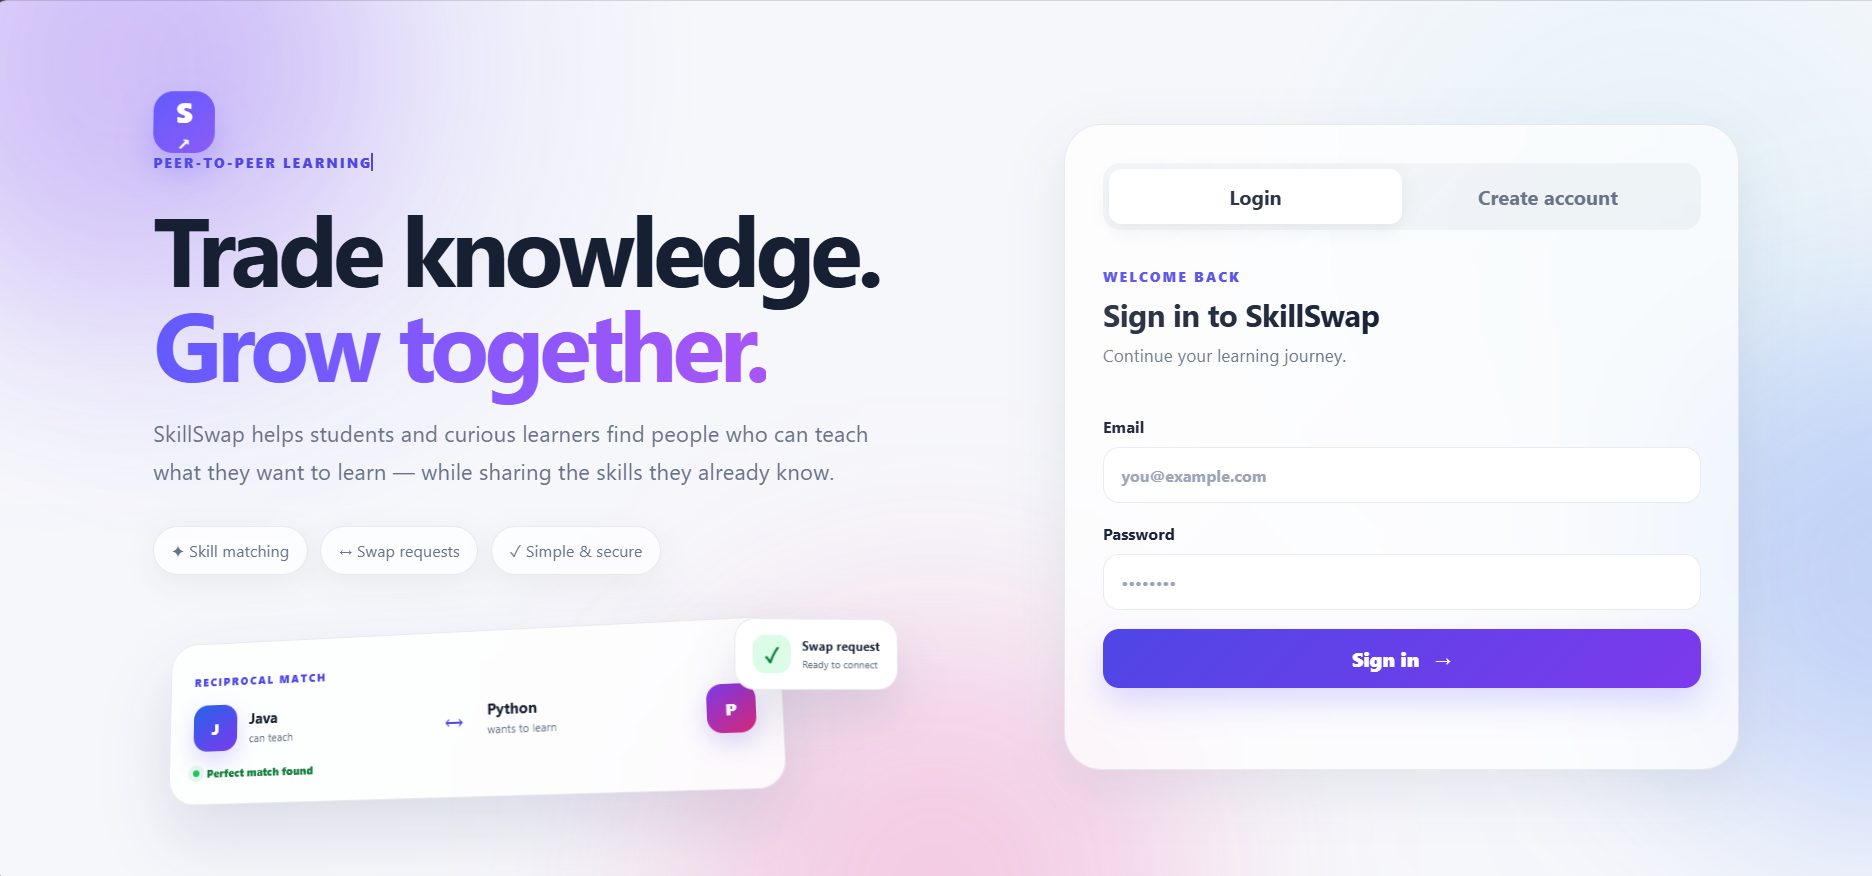 S
↗
PEER-TO-PEER LEARNING
Trade knowledge.
Grow together.
SkillSwap helps students and curious learners find people who can teach
what they want to learn — while sharing the skills they already know.
✦ Skill matching
↔ Swap requests
✓ Simple & secure
RECIPROCAL MATCH
J
Java
can teach
↔
Python
wants to learn
P
Perfect match found
✓
Swap request
Ready to connect
Login
Create account
WELCOME BACK
Sign in to SkillSwap
Continue your learning journey.
Email
you@example.com
Password
••••••••
Sign in →